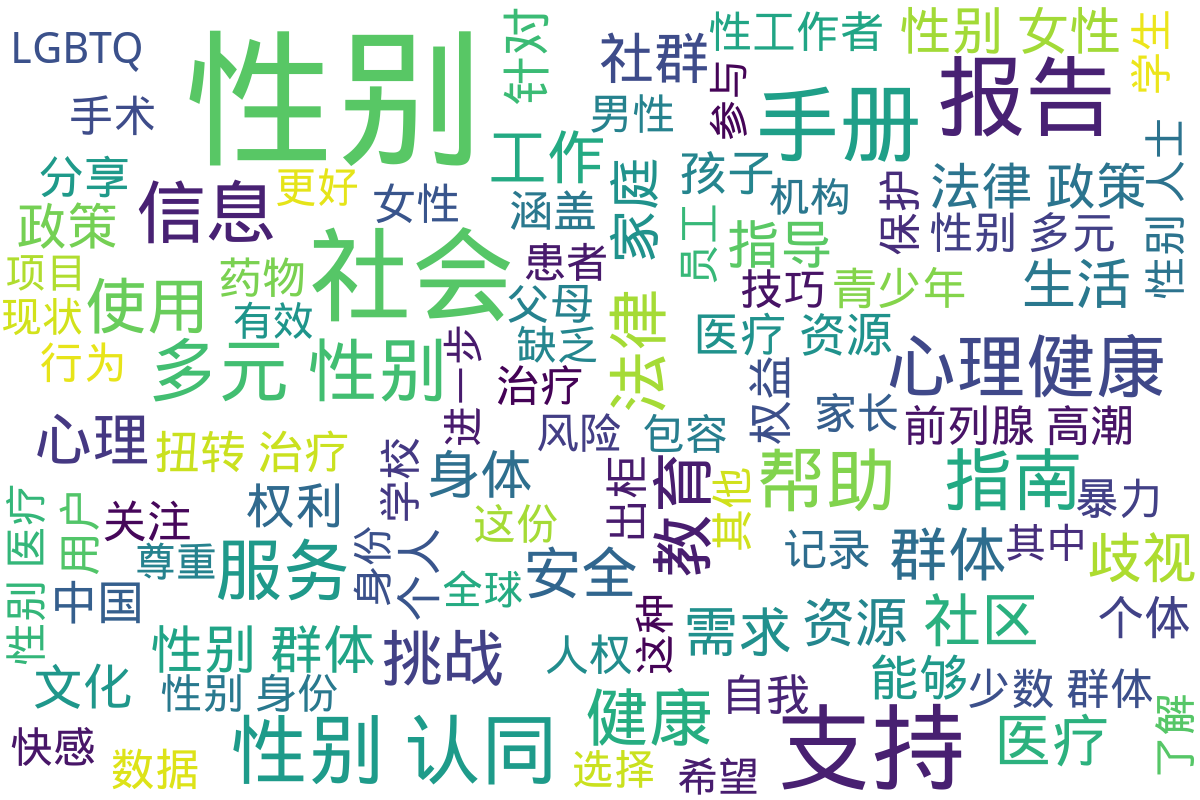 LGBTQ
性别
针对
社群
性工作者
性别 女性
学生
手术
男性
参与
手册
报告
工作
分享
信息
更好
女性
涵盖
家庭
孩子
机构
保护
法律 政策
性别 人士
政策
社会
患者
员工
指导
性别 多元
项目
药物
父母
技巧
青少年
生活
现状
使用
有效
缺乏
法律
医疗 资源
心理健康
行为
多元 性别
进一步
治疗
权益
家长
前列腺 高潮
心理
扭转 治疗
学校
身体
风险
包容
出柜
教育
其他
帮助
指南
暴力
性别 医疗
用户
关注
权利
身份
个人
这份
安全
记录
群体
其中
歧视
尊重
服务
全球
中国
性别 群体
挑战
人权
这种
需求
资源
社区
个体
文化
性别 身份
健康
自我
能够
少数 群体
了解
快感
数据
性别 认同
选择
希望
支持
医疗